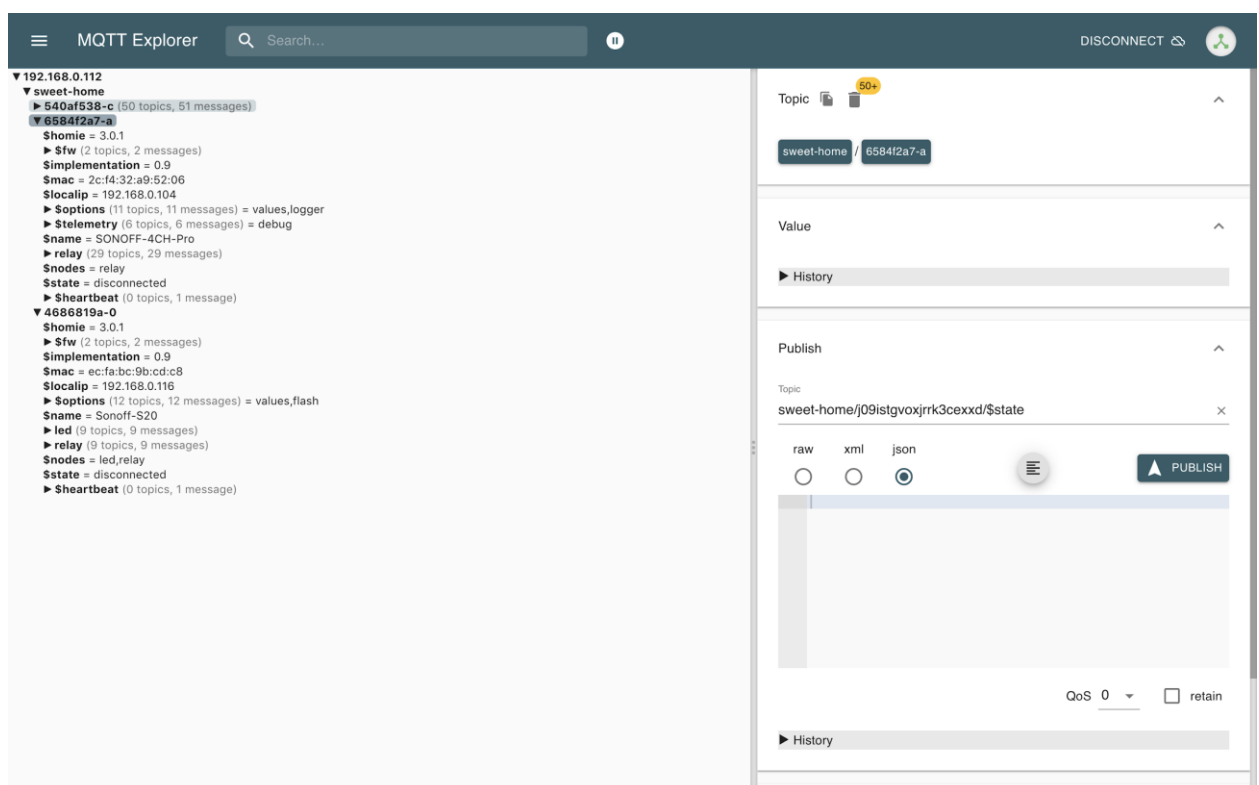 MQTT Explorer
Search...
DISCONNECT
▼ 192.168.0.112
▼ sweet-home
▶ 540af538-c (50 topics, 51 messages)
▼ 6584f2a7-a
$homie = 3.0.1
▶ $fw (2 topics, 2 messages)
$implementation = 0.9
$mac = 2c:f4:32:a9:52:06
$localip = 192.168.0.104
▶ $options (11 topics, 11 messages) = values,logger
▶ $telemetry (6 topics, 6 messages) = debug
$name = SONOFF-4CH-Pro
▶ relay (29 topics, 29 messages)
$nodes = relay
$state = disconnected
▶ $heartbeat (0 topics, 1 message)
▼ 4686819a-0
$homie = 3.0.1
▶ $fw (2 topics, 2 messages)
$implementation = 0.9
$mac = ec:fa:bc:9b:cd:c8
$localip = 192.168.0.116
▶ $options (12 topics, 12 messages) = values,flash
$name = Sonoff-S20
▶ led (9 topics, 9 messages)
▶ relay (9 topics, 9 messages)
$nodes = led,relay
$state = disconnected
▶ $heartbeat (0 topics, 1 message)
Topic 50+
sweet-home / 6584f2a7-a
Value
▶ History
Publish
Topic
sweet-home/j09istgvoxjrrk3cexxd/$state
raw xml json
PUBLISH
QoS 0 retain
▶ History